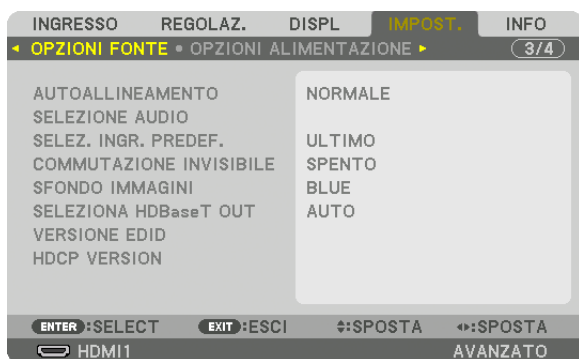 INGRESSO REGOLAZ. DISPL IMPOST. INFO
◂ OPZIONI FONTE • OPZIONI ALIMENTAZIONE ▸ 3/4
AUTOALLINEAMENTO NORMALE
SELEZIONE AUDIO
SELEZ. INGR. PREDEF. ULTIMO
COMMUTAZIONE INVISIBILE SPENTO
SFONDO IMMAGINI BLUE
SELEZIONA HDBaseT OUT AUTO
VERSIONE EDID
HDCP VERSION
ENTER :SELECT EXIT :ESCI :SPOSTA :SPOSTA
HDMI1 AVANZATO